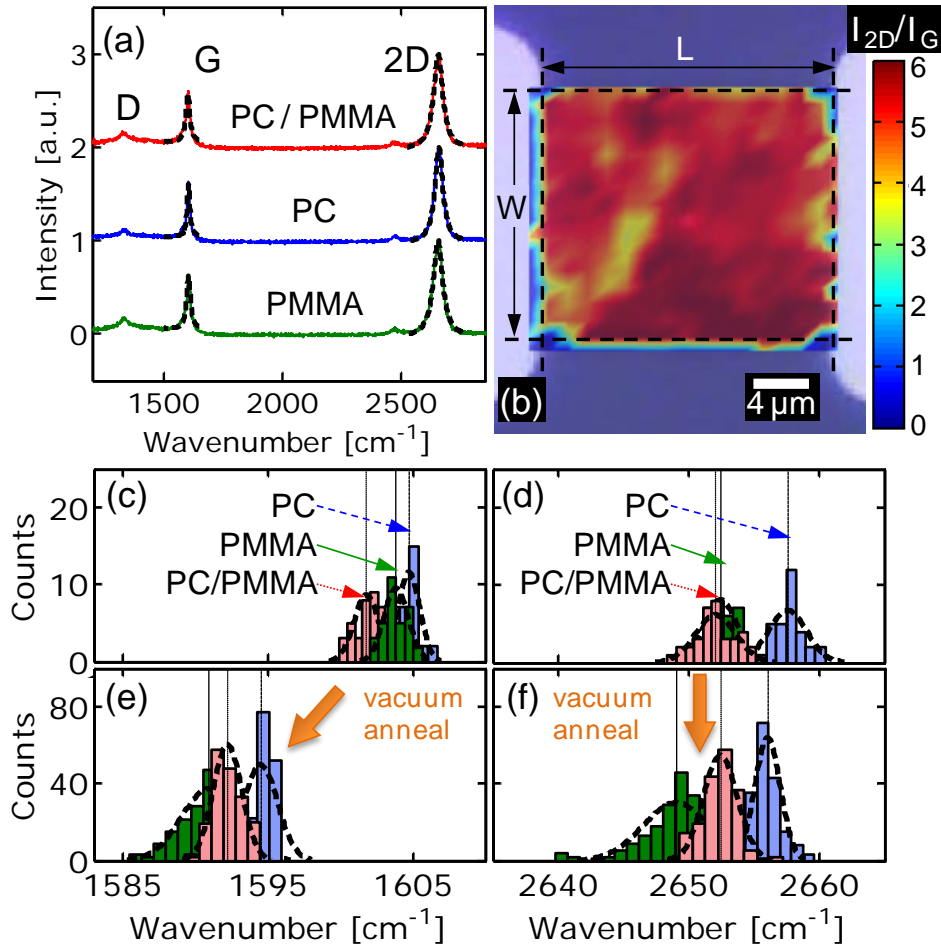 (a)
3
2
1
0
Intensity [a.u.]
D
G
2D
PC / PMMA
PC
PMMA
1500 2000 2500
Wavenumber [cm⁻¹]
L
W
(b)
4 µm
I₂D/I_G
6
5
4
3
2
1
0
(c)
20
10
0
Counts
PC
PMMA
PC/PMMA
(d)
PC
PMMA
PC/PMMA
(e)
80
40
0
Counts
vacuum
anneal
1585 1595 1605
Wavenumber [cm⁻¹]
(f)
vacuum
anneal
2640 2650 2660
Wavenumber [cm⁻¹]